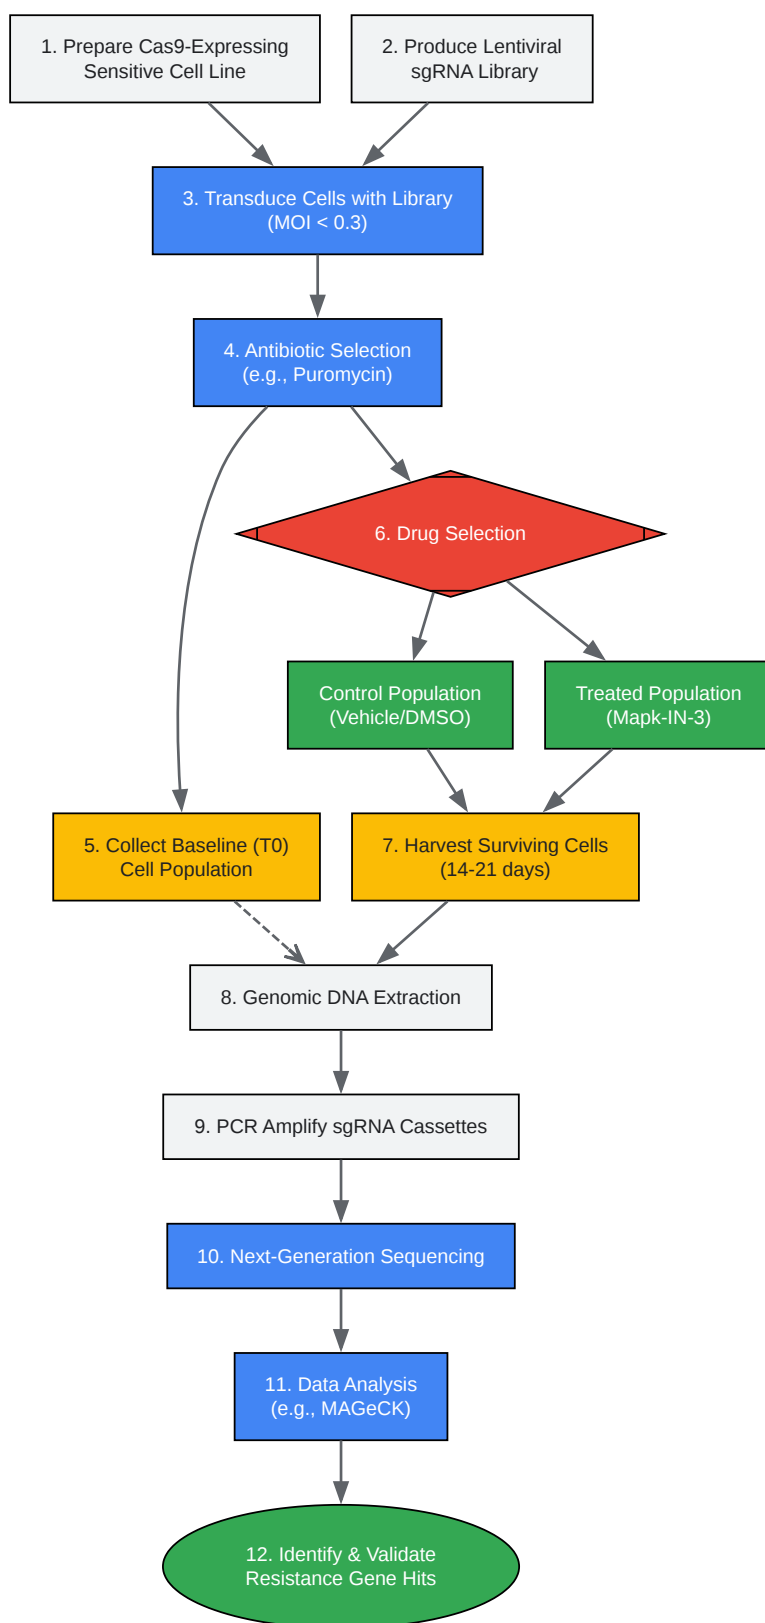 1. Prepare Cas9-Expressing
Sensitive Cell Line
2. Produce Lentiviral
sgRNA Library
3. Transduce Cells with Library
(MOI < 0.3)
4. Antibiotic Selection
(e.g., Puromycin)
6. Drug Selection
Control Population
(Vehicle/DMSO)
Treated Population
(Mapk-IN-3)
5. Collect Baseline (T0)
Cell Population
7. Harvest Surviving Cells
(14-21 days)
8. Genomic DNA Extraction
9. PCR Amplify sgRNA Cassettes
10. Next-Generation Sequencing
11. Data Analysis
(e.g., MAGeCK)
12. Identify & Validate
Resistance Gene Hits